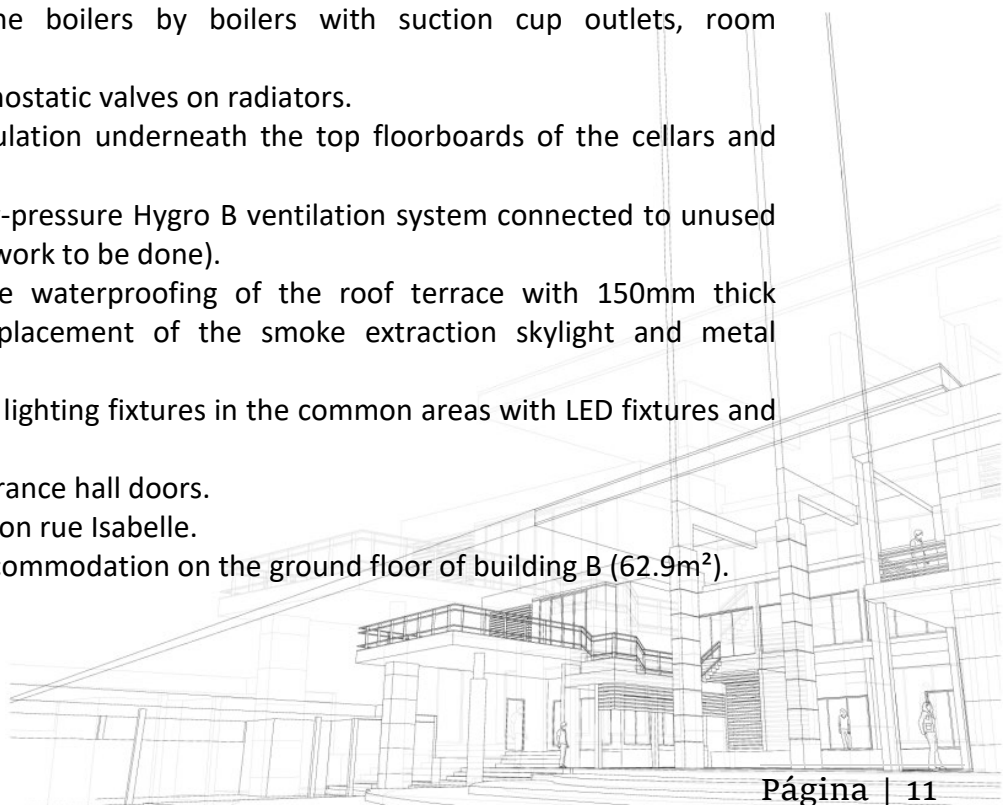 he boilers by boilers with suction cup outlets, room
nostatic valves on radiators.
ulation underneath the top floorboards of the cellars and
-pressure Hygro B ventilation system connected to unused
work to be done).
e waterproofing of the roof terrace with 150mm thick
placement of the smoke extraction skylight and metal
lighting fixtures in the common areas with LED fixtures and
rance hall doors.
on rue Isabelle.
commodation on the ground floor of building B (62.9m²).
Página | 11